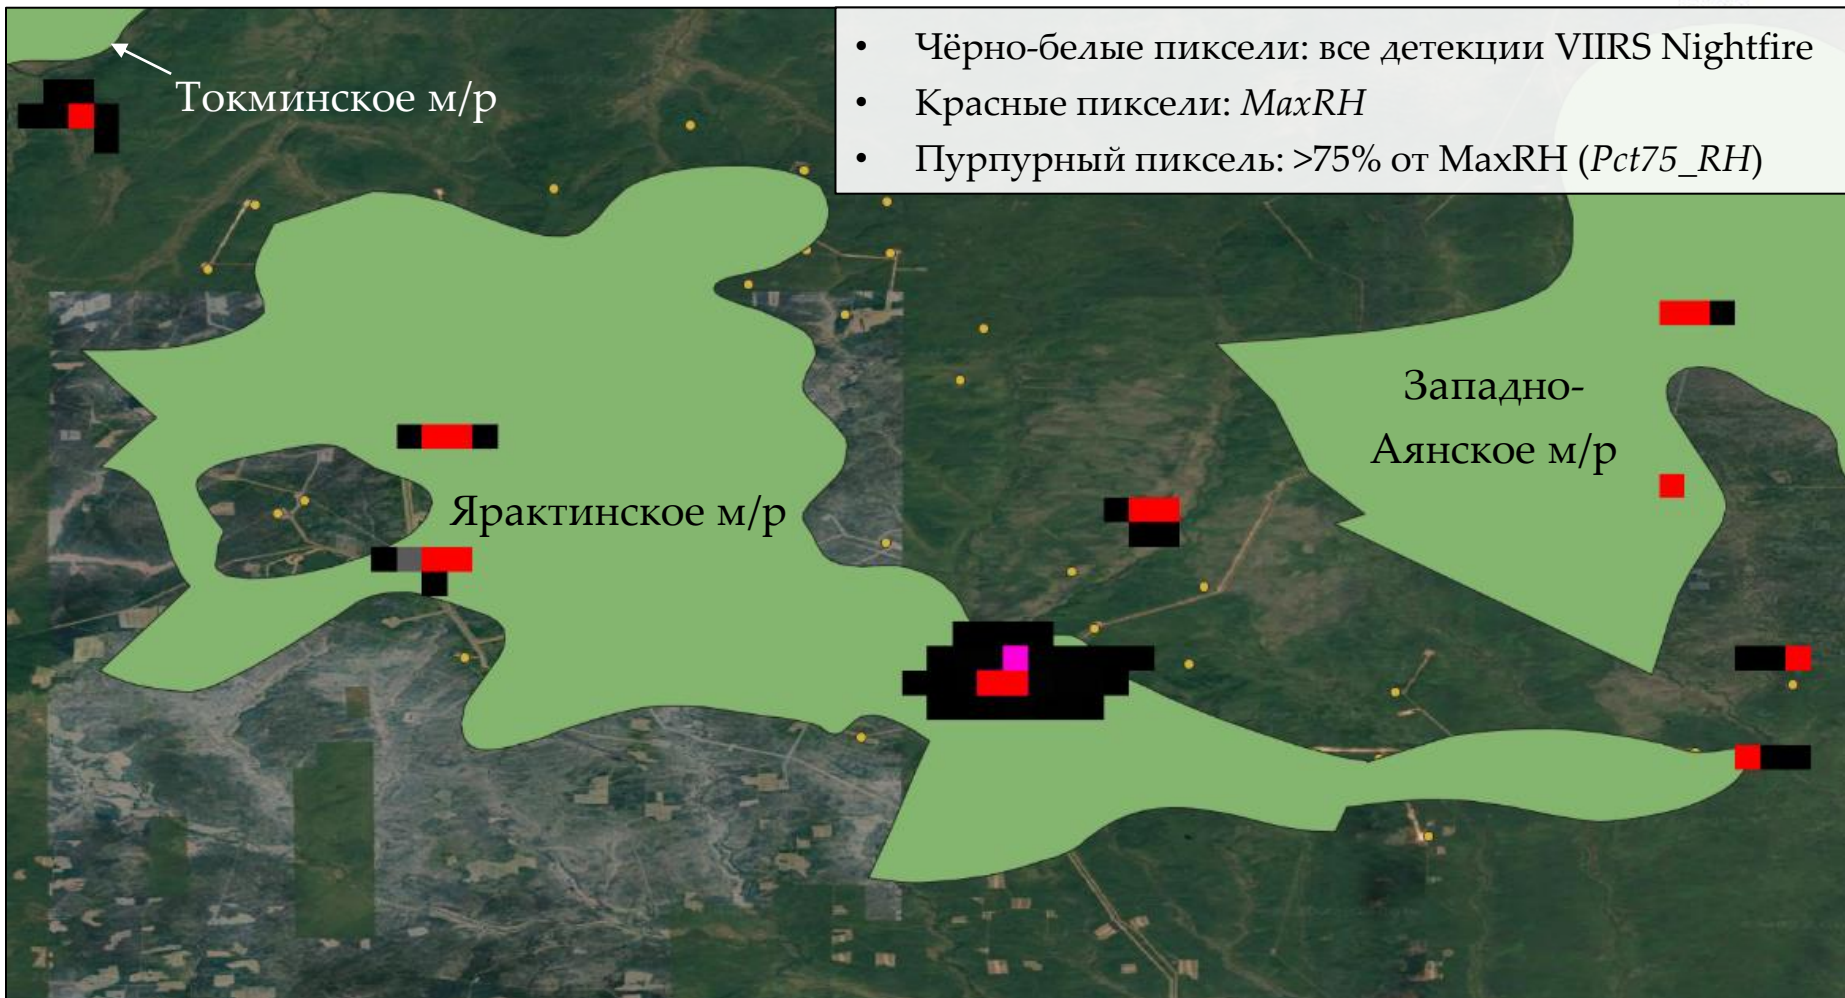 • Чёрно-белые пиксели: все детекции VIIRS Nightfire
• Красные пиксели: MaxRH
• Пурпурный пиксель: >75% от MaxRH (Pct75_RH)
Токминское м/р
Западно-
Аянское м/р
Ярактинское м/р